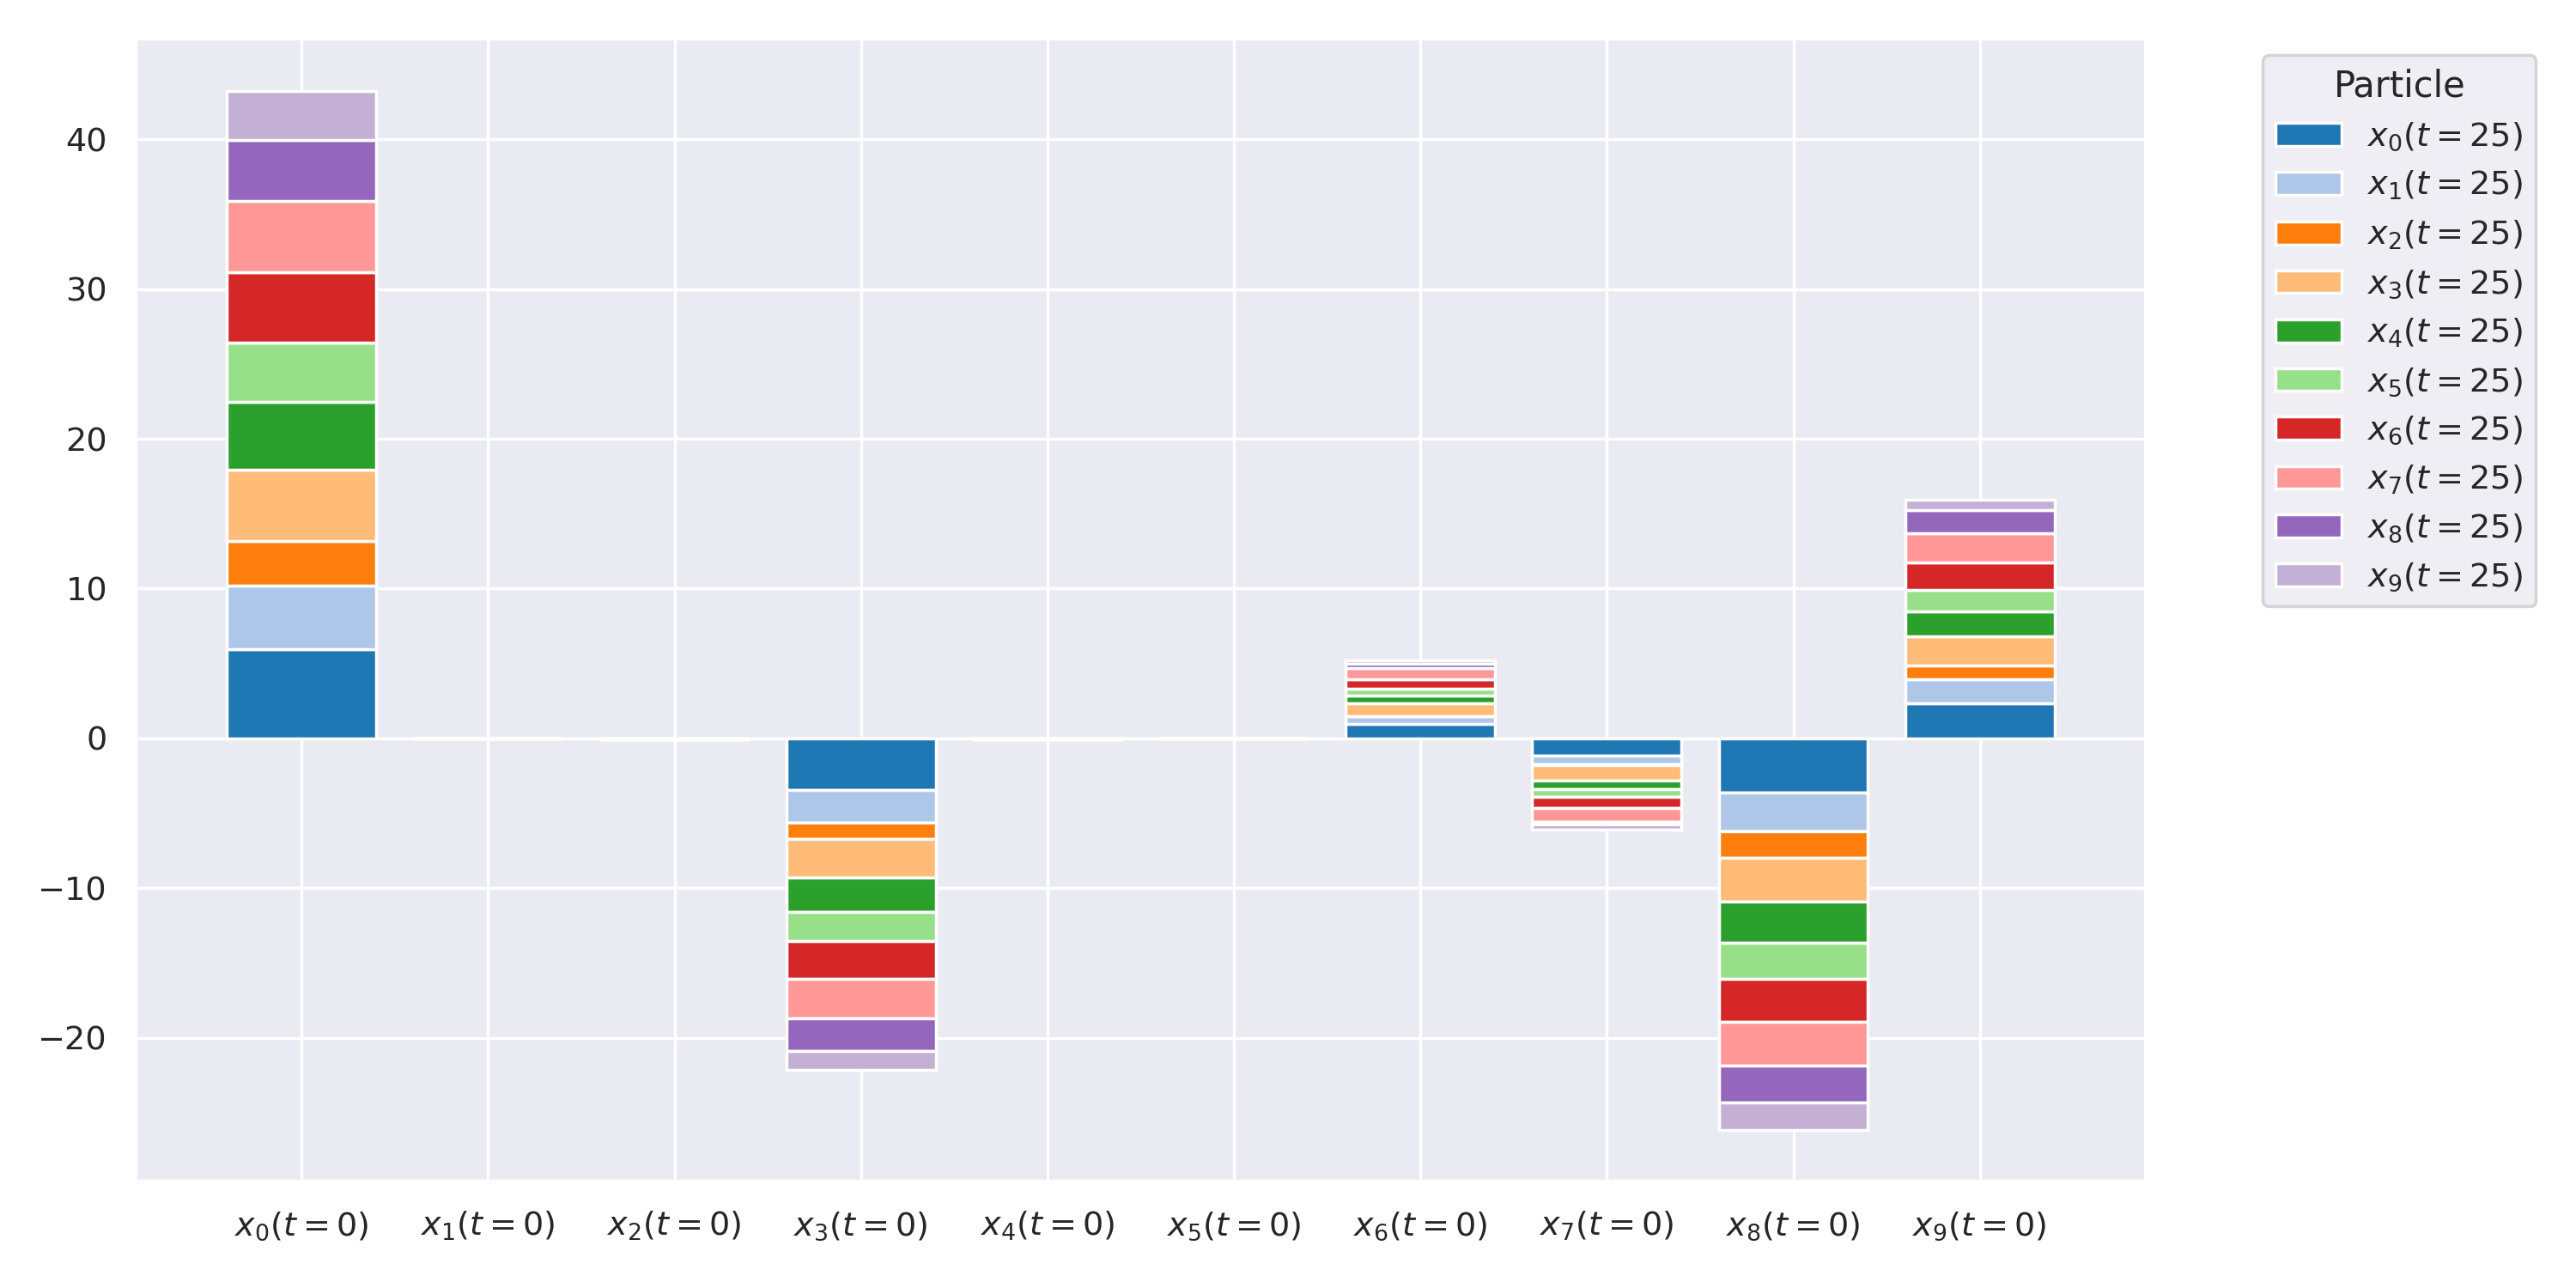 40
30
20
10
0
−10
−20
x₀(t = 0) x₁(t = 0) x₂(t = 0) x₃(t = 0) x₄(t = 0) x₅(t = 0) x₆(t = 0) x₇(t = 0) x₈(t = 0) x₉(t = 0)
Particle
x₀(t = 25)
x₁(t = 25)
x₂(t = 25)
x₃(t = 25)
x₄(t = 25)
x₅(t = 25)
x₆(t = 25)
x₇(t = 25)
x₈(t = 25)
x₉(t = 25)